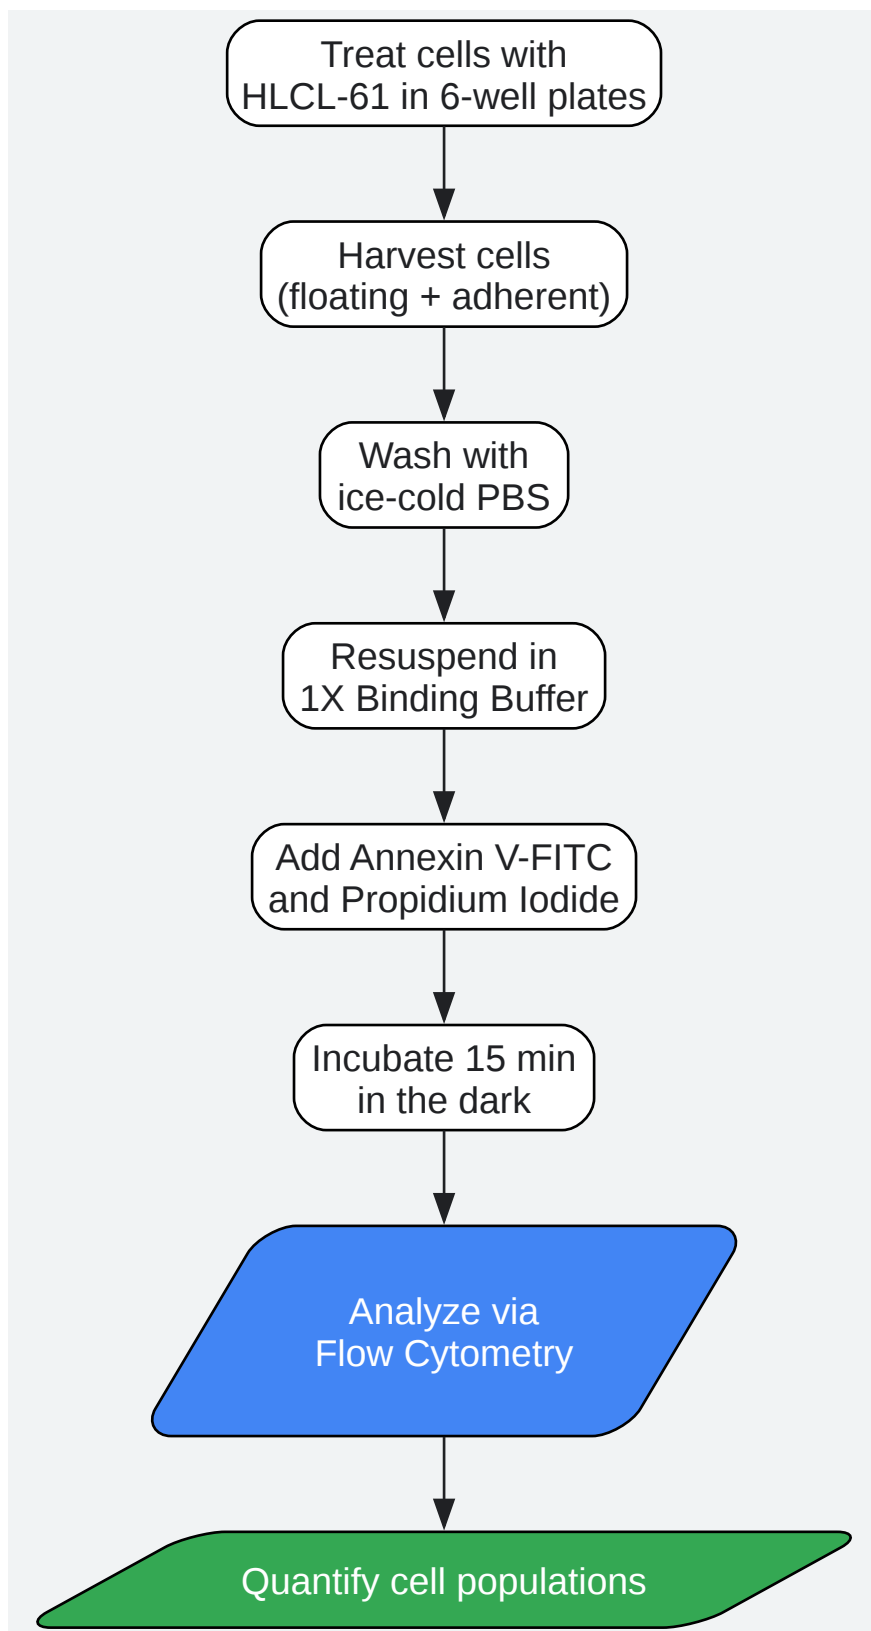 Treat cells with
HLCL-61 in 6-well plates
Harvest cells
(floating + adherent)
Wash with
ice-cold PBS
Resuspend in
1X Binding Buffer
Add Annexin V-FITC
and Propidium Iodide
Incubate 15 min
in the dark
Analyze via
Flow Cytometry
Quantify cell populations